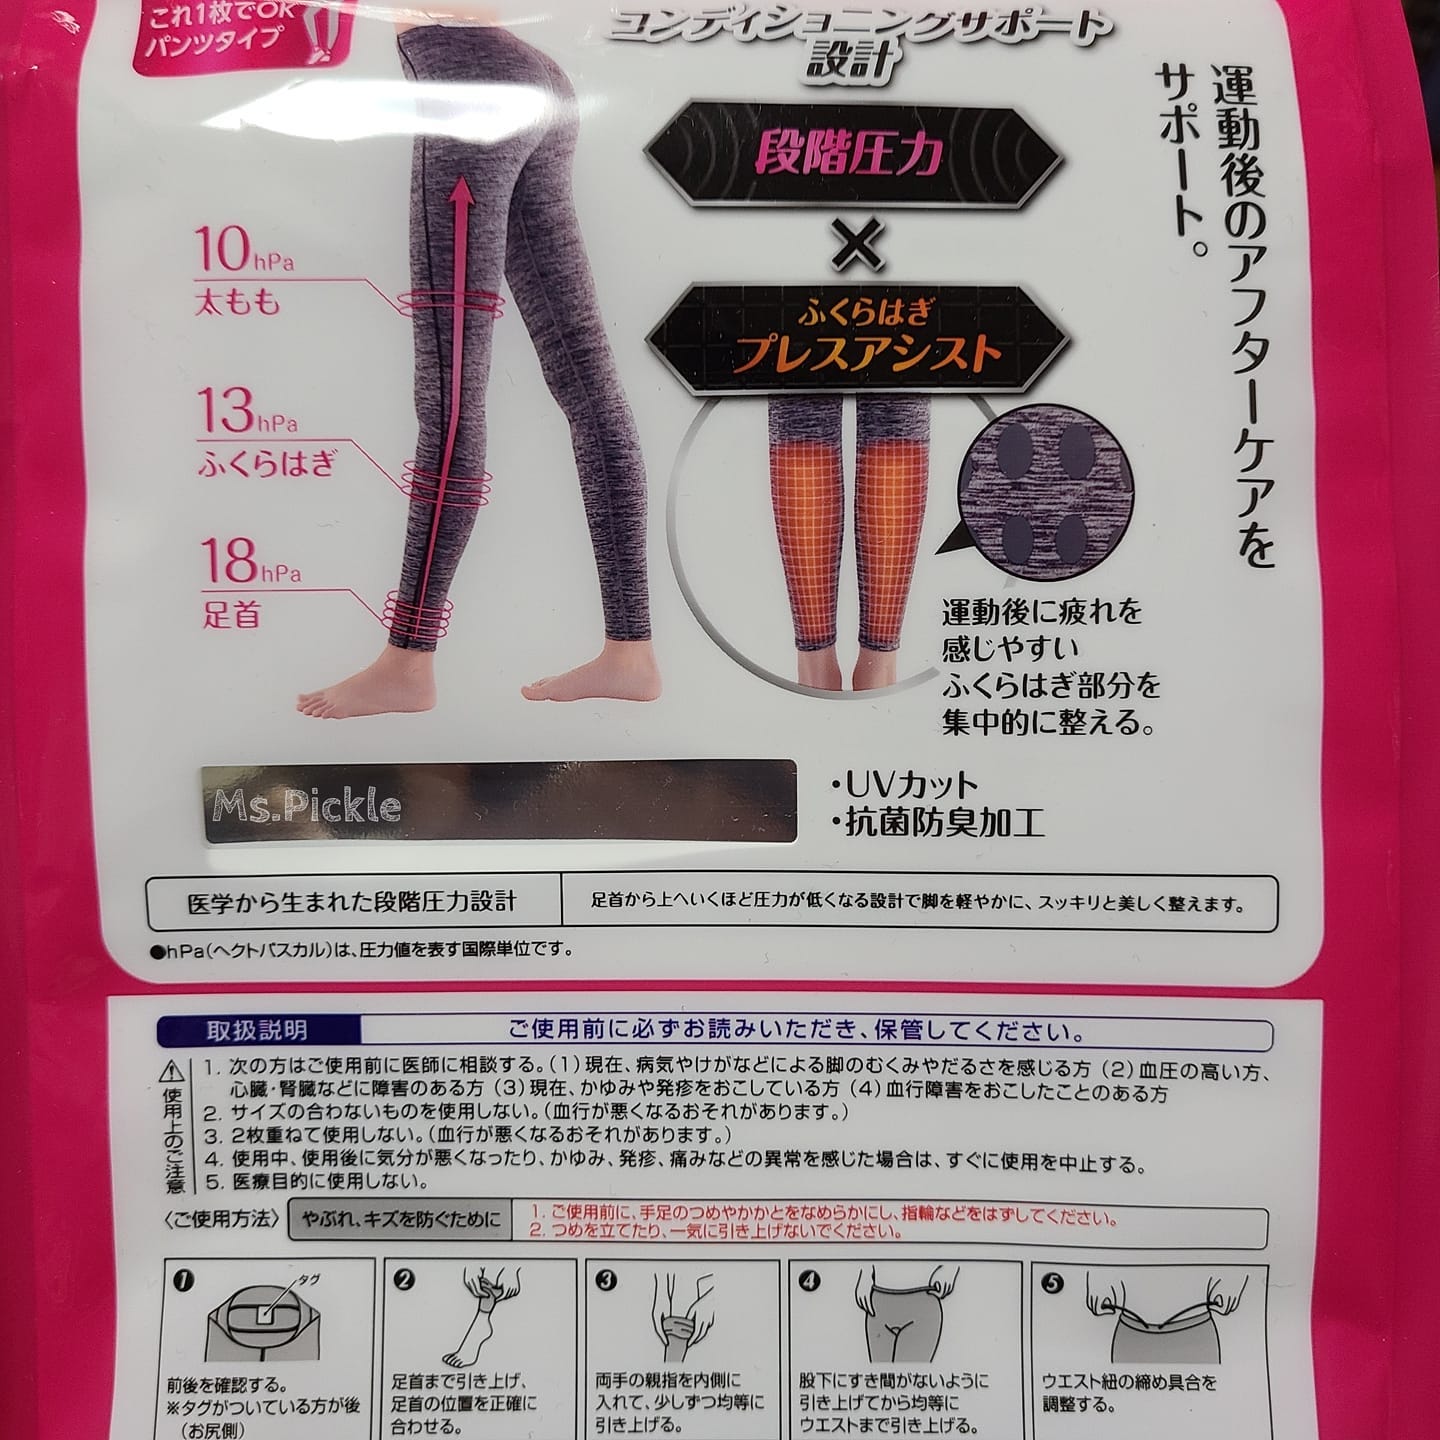 これ1枚でOK
パンツタイプ
コンディショニングサポート
設計
運動後のアフターケアを
サポート。
段階圧力
×
ふくらはぎ
プレスアシスト
10hPa
太もも
13hPa
ふくらはぎ
18hPa
足首
運動後に疲れを
感じやすい
ふくらはぎ部分を
集中的に整える。
Ms.Pickle
・UVカット
・抗菌防臭加工
医学から生まれた段階圧力設計
足首から上へいくほど圧力が低くなる設計で脚を軽やかに、スッキリと美しく整えます。
●hPa(ヘクトパスカル)は、圧力値を表す国際単位です。
取扱説明
ご使用前に必ずお読みいただき、保管してください。
使用上のご注意
1. 次の方はご使用前に医師に相談する。(1)現在、病気やけがなどによる脚のむくみやだるさを感じる方(2)血圧の高い方、
心臓・腎臓などに障害のある方(3)現在、かゆみや発疹をおこしている方(4)血行障害をおこしたことのある方
2. サイズの合わないものを使用しない。(血行が悪くなるおそれがあります。)
3. 2枚重ねて使用しない。(血行が悪くなるおそれがあります。)
4. 使用中、使用後に気分が悪くなったり、かゆみ、発疹、痛みなどの異常を感じた場合は、すぐに使用を中止する。
5. 医療目的に使用しない。
〈ご使用方法〉
やぶれ、キズを防ぐために
1. ご使用前に、手足のつめやかかとをなめらかにし、指輪などをはずしてください。
2. つめを立てたり、一気に引き上げないでください。
1
タグ
前後を確認する。
※タグがついている方が後
(お尻側)
2
足首まで引き上げ、
足首の位置を正確に
合わせる。
3
両手の親指を内側に
入れて、少しずつ均等に
引き上げる。
4
股下にすき間がないように
引き上げてから均等に
ウエストまで引き上げる。
5
ウエスト紐の締め具合を
調整する。